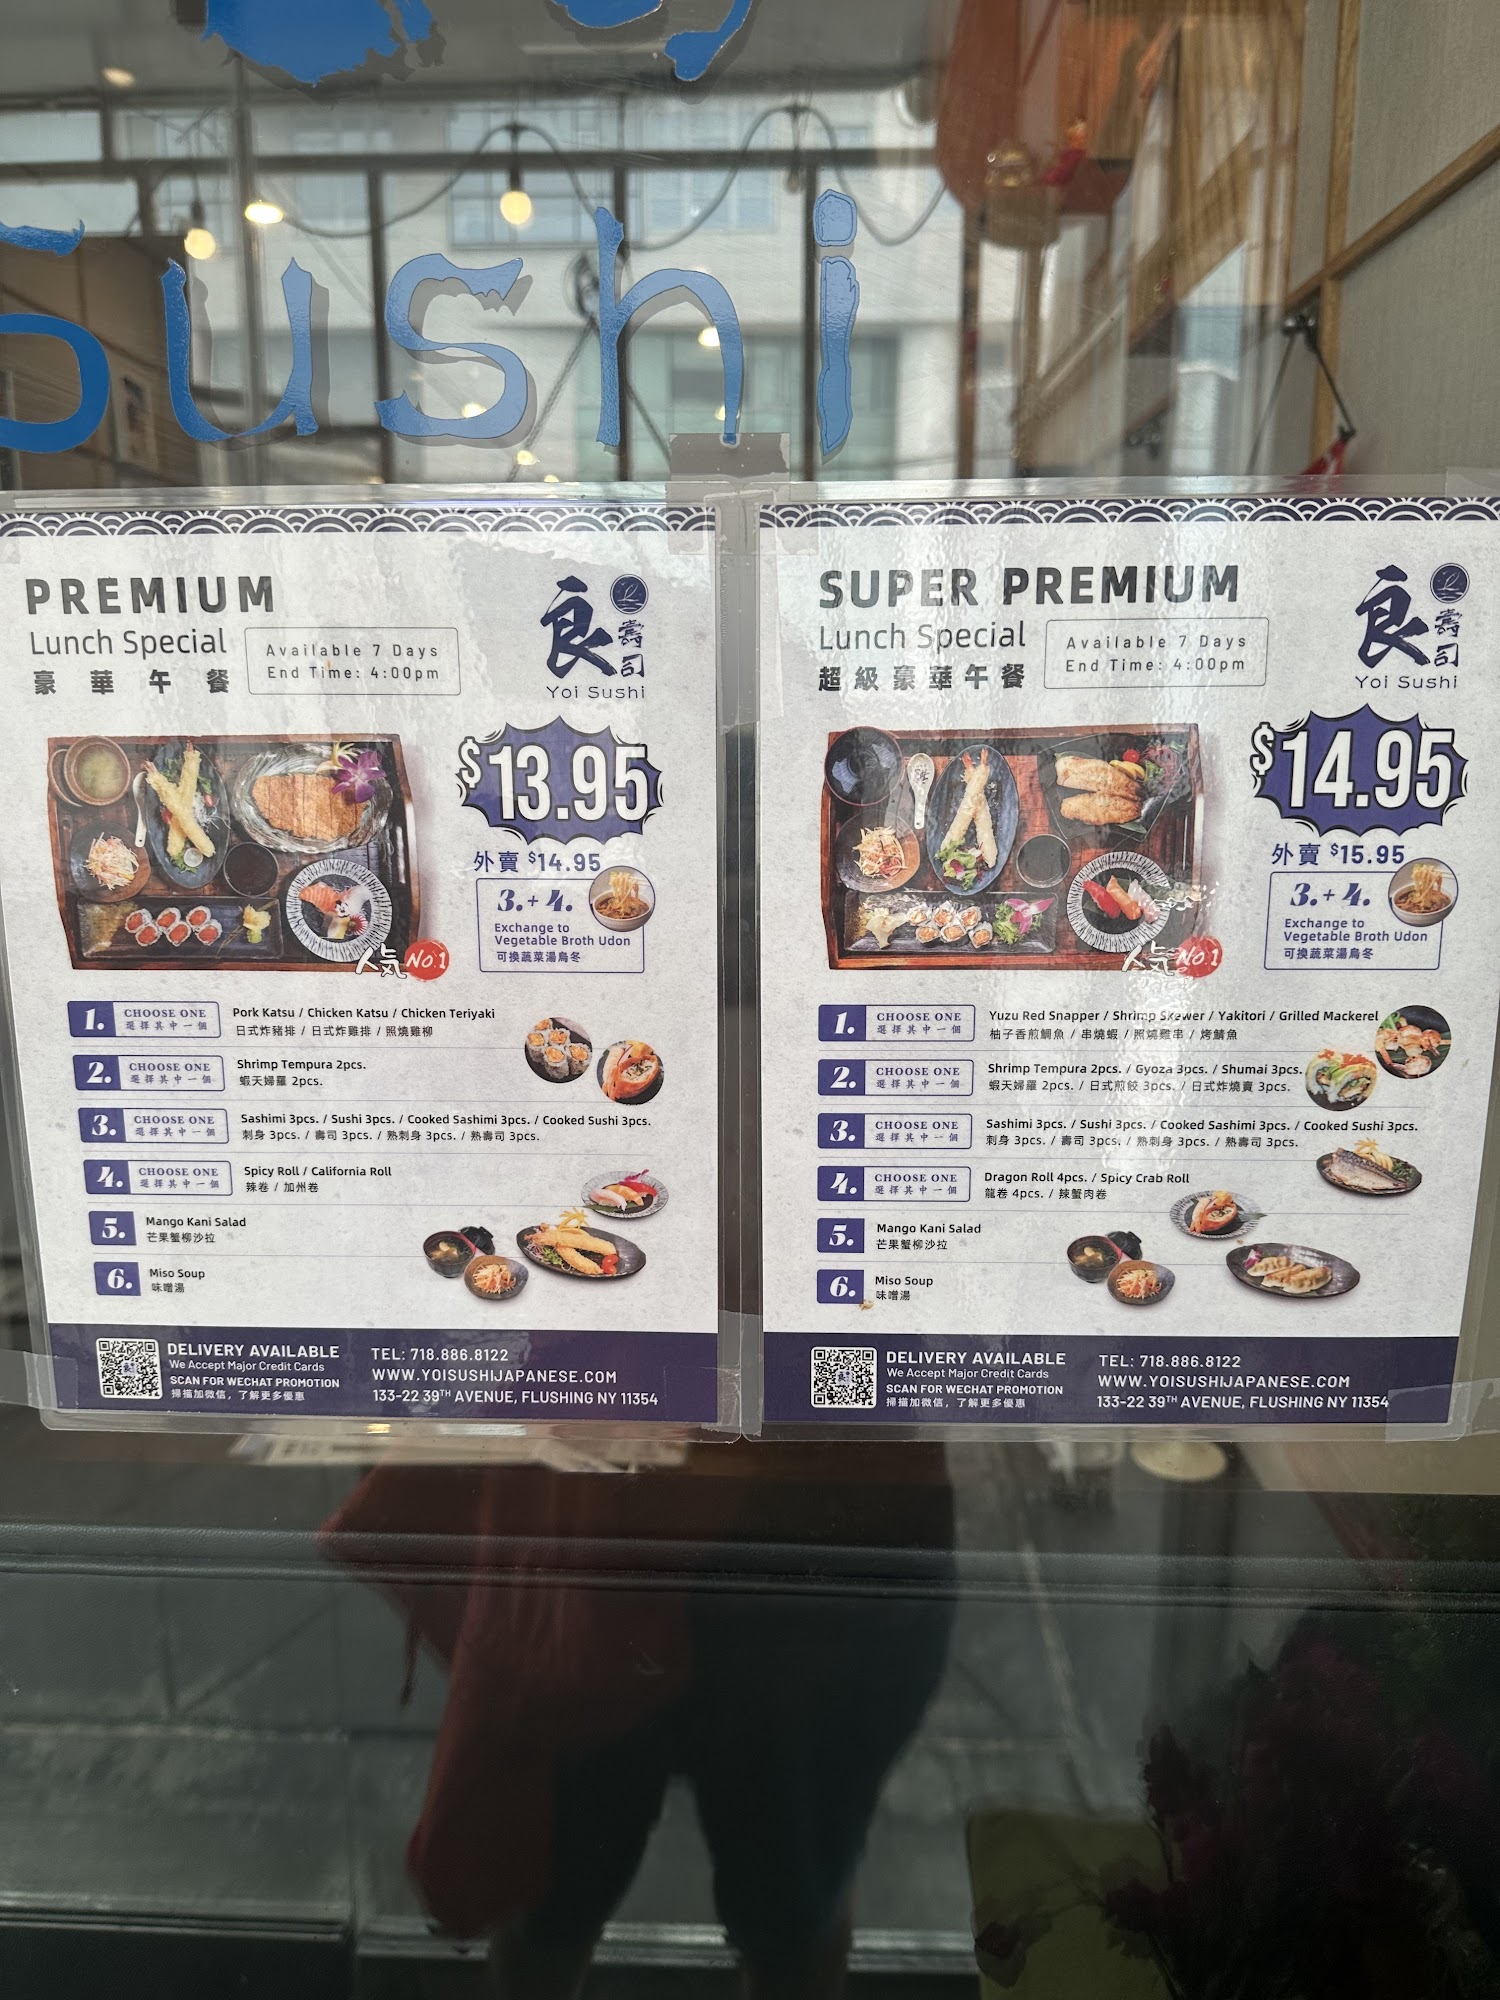 Sushi
PREMIUM
Lunch Special
豪華午餐
Available 7 Days
End Time: 4:00pm
良壽司
Yoi Sushi
$13.95
外賣 $14.95
3.+4.
Exchange to
Vegetable Broth Udon
可換蔬菜湯烏冬
人気 No.1
1. CHOOSE ONE
選擇其中一個
Pork Katsu / Chicken Katsu / Chicken Teriyaki
日式炸豬排 / 日式炸雞排 / 照燒雞柳
2. CHOOSE ONE
選擇其中一個
Shrimp Tempura 2pcs.
蝦天婦羅 2pcs.
3. CHOOSE ONE
選擇其中一個
Sashimi 3pcs. / Sushi 3pcs. / Cooked Sashimi 3pcs. / Cooked Sushi 3pcs.
刺身 3pcs. / 壽司 3pcs. / 熟刺身 3pcs. / 熟壽司 3pcs.
4. CHOOSE ONE
選擇其中一個
Spicy Roll / California Roll
辣卷 / 加州卷
5. Mango Kani Salad
芒果蟹柳沙拉
6. Miso Soup
味噌湯
DELIVERY AVAILABLE
We Accept Major Credit Cards
SCAN FOR WECHAT PROMOTION
掃描加微信，了解更多優惠
TEL: 718.886.8122
WWW.YOISUSHIJAPANESE.COM
133-22 39TH AVENUE, FLUSHING NY 11354
SUPER PREMIUM
Lunch Special
超級豪華午餐
Available 7 Days
End Time: 4:00pm
良壽司
Yoi Sushi
$14.95
外賣 $15.95
3.+4.
Exchange to
Vegetable Broth Udon
可換蔬菜湯烏冬
人気 No.1
1. CHOOSE ONE
選擇其中一個
Yuzu Red Snapper / Shrimp Skewer / Yakitori / Grilled Mackerel
柚子香煎鯛魚 / 串燒蝦 / 照燒雞串 / 烤鯖魚
2. CHOOSE ONE
選擇其中一個
Shrimp Tempura 2pcs. / Gyoza 3pcs. / Shumai 3pcs.
蝦天婦羅 2pcs. / 日式煎餃 3pcs. / 日式炸燒賣 3pcs.
3. CHOOSE ONE
選擇其中一個
Sashimi 3pcs. / Sushi 3pcs. / Cooked Sashimi 3pcs. / Cooked Sushi 3pcs.
刺身 3pcs. / 壽司 3pcs. / 熟刺身 3pcs. / 熟壽司 3pcs.
4. CHOOSE ONE
選擇其中一個
Dragon Roll 4pcs. / Spicy Crab Roll
龍卷 4pcs. / 辣蟹肉卷
5. Mango Kani Salad
芒果蟹柳沙拉
6. Miso Soup
味噌湯
DELIVERY AVAILABLE
We Accept Major Credit Cards
SCAN FOR WECHAT PROMOTION
掃描加微信，了解更多優惠
TEL: 718.886.8122
WWW.YOISUSHIJAPANESE.COM
133-22 39TH AVENUE, FLUSHING NY 11354